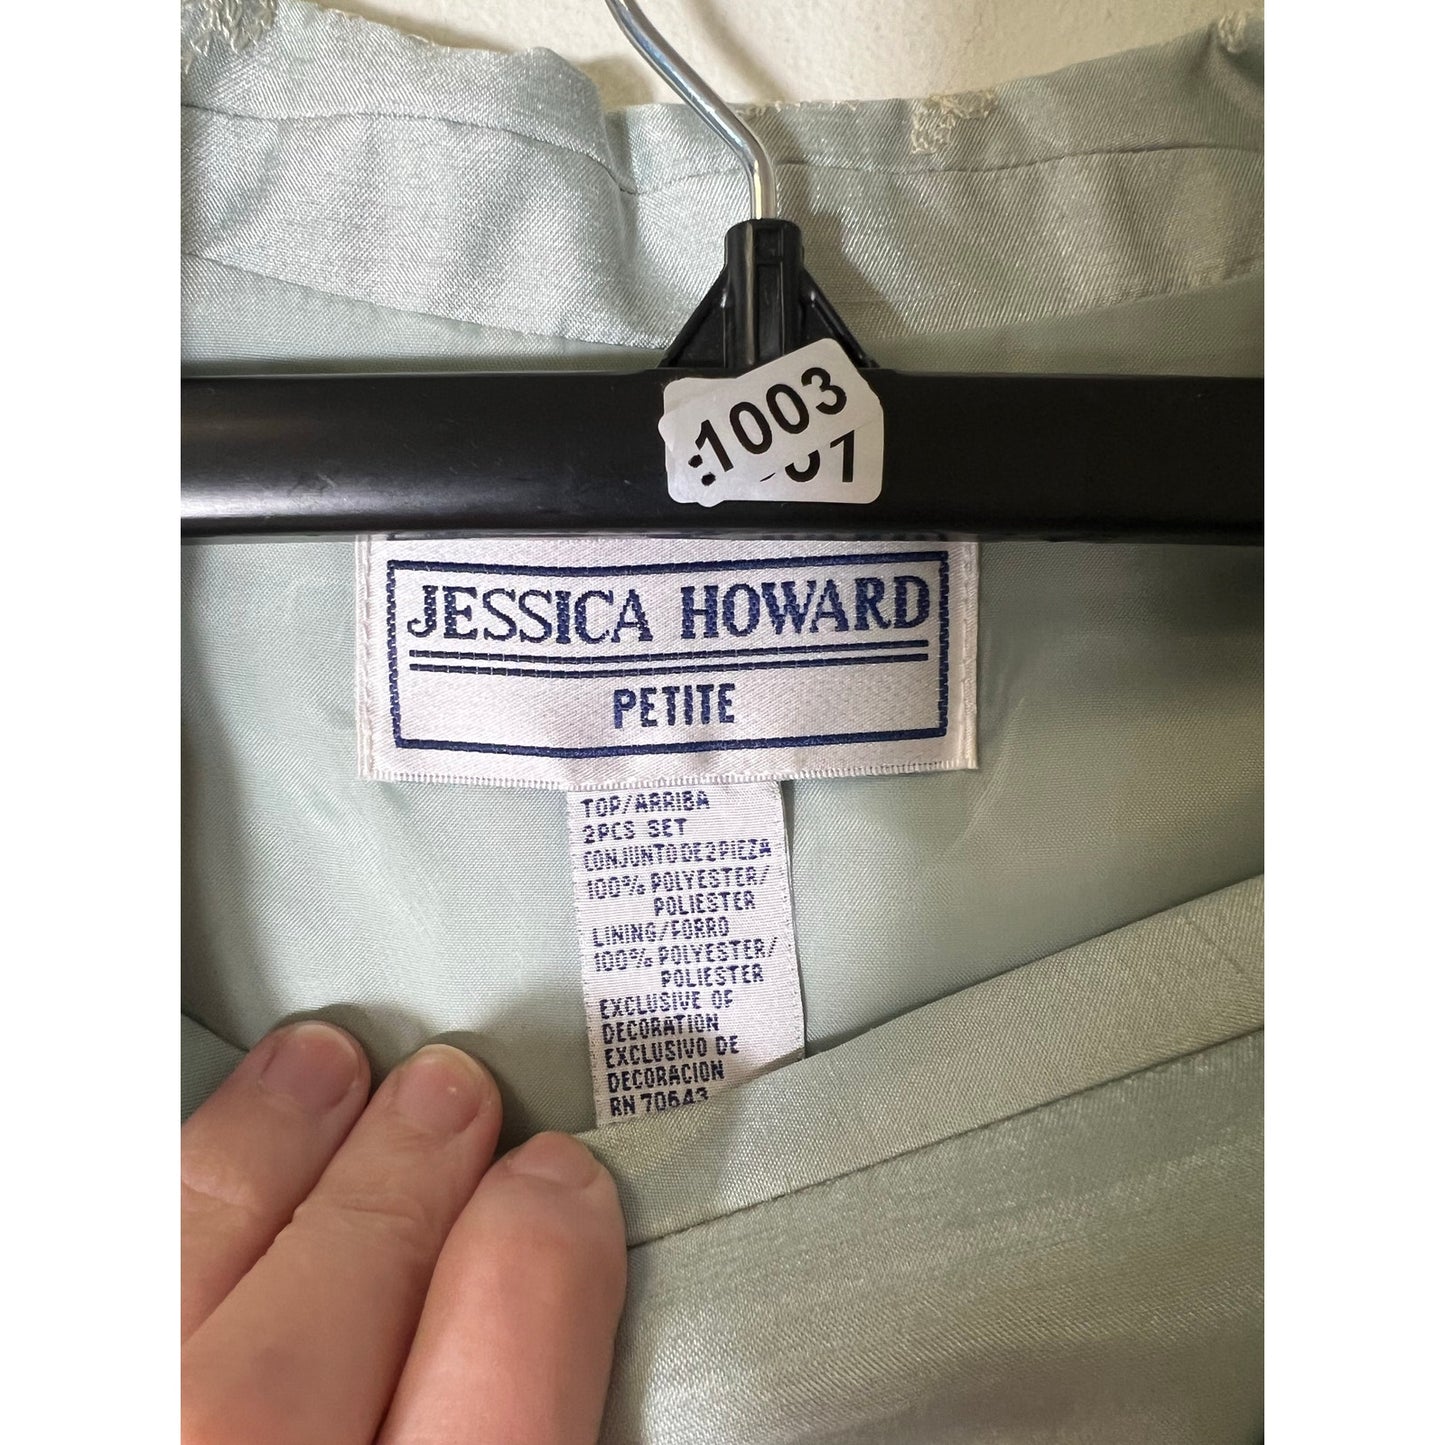 :1003
01
JESSICA HOWARD
PETITE
TOP/ARRIBA
2PCS SET
CONJUNTO DE 2 PIEZA
100% POLYESTER/
POLIESTER
LINING/FORRO
100% POLYESTER/
POLIESTER
EXCLUSIVE OF
DECORATION
EXCLUSIVO DE
DECORACION
RN 70643